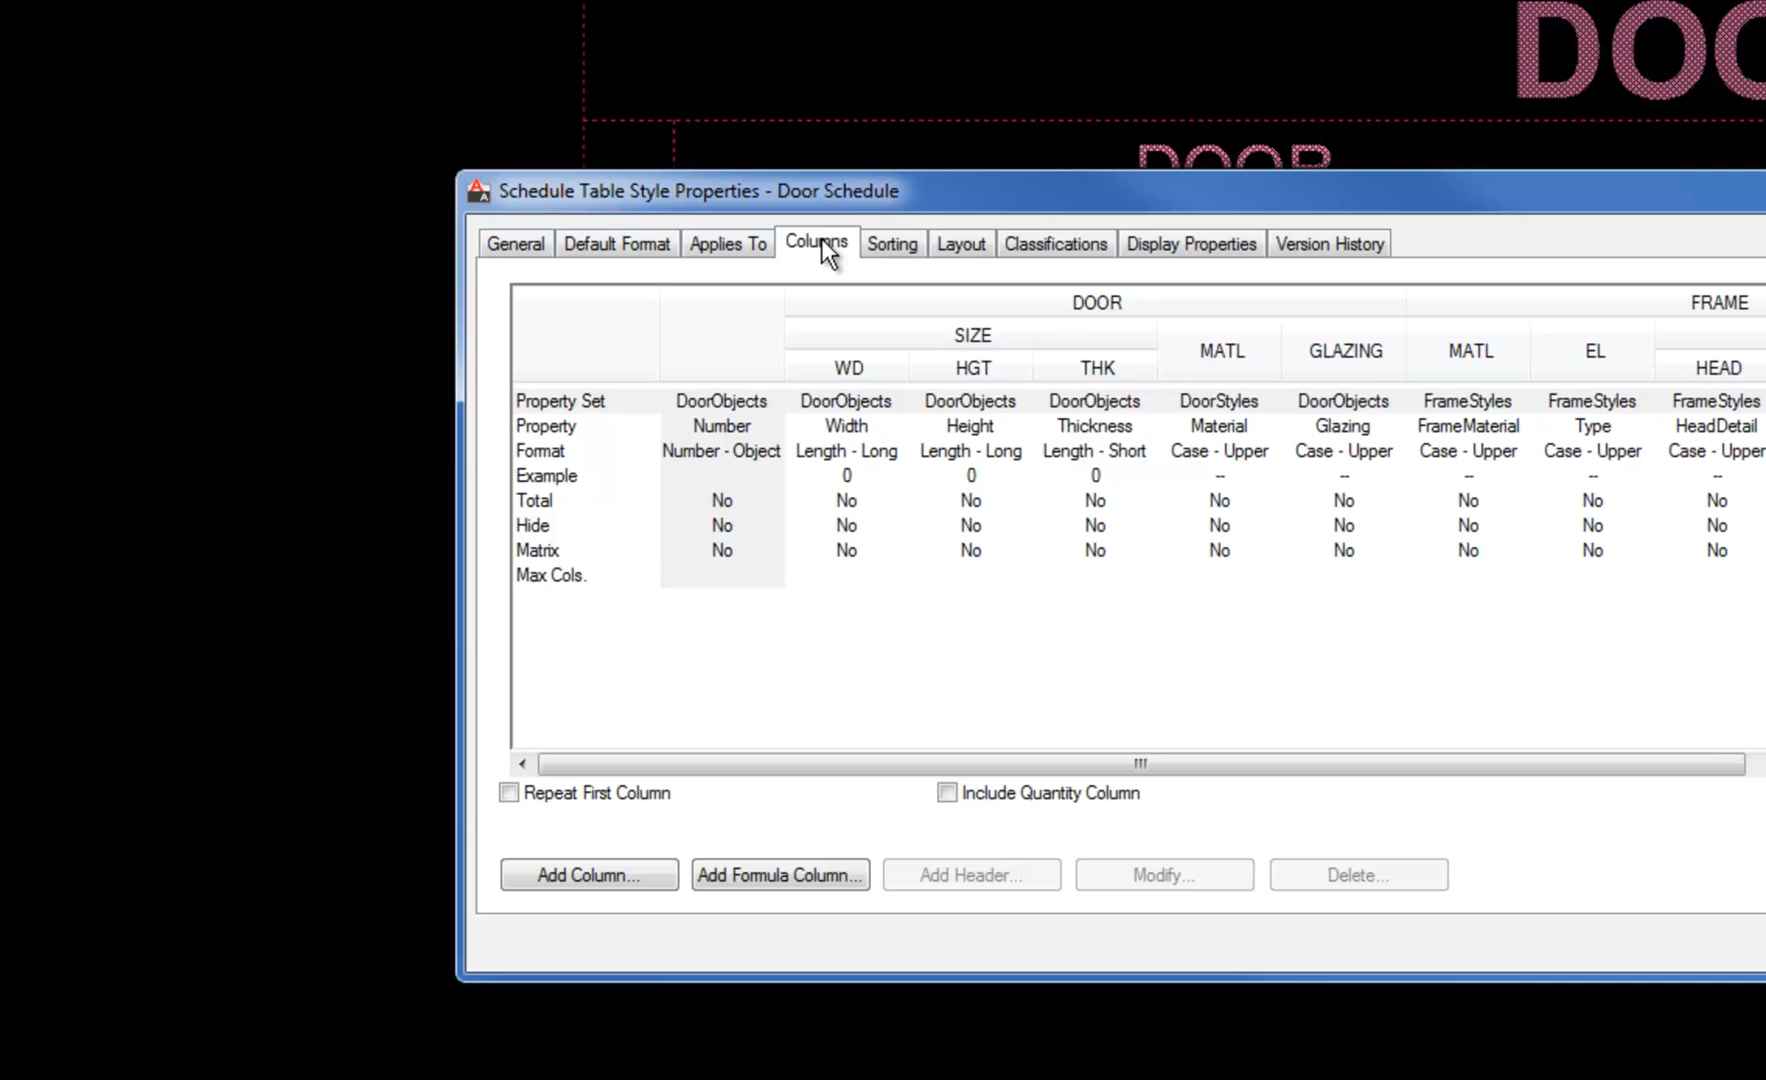 DOO
DOOR
Schedule Table Style Properties - Door Schedule
General Default Format Applies To Columns Sorting Layout Classifications Display Properties Version History
DOOR FRAME
SIZE MATL GLAZING MATL EL
WD HGT THK HEAD
Property Set DoorObjects DoorObjects DoorObjects DoorObjects DoorStyles DoorObjects FrameStyles FrameStyles FrameStyles
Property Number Width Height Thickness Material Glazing FrameMaterial Type HeadDetail
Format Number - Object Length - Long Length - Long Length - Short Case - Upper Case - Upper Case - Upper Case - Upper Case - Upper
Example 0 0 0 -- -- -- -- --
Total No No No No No No No No No
Hide No No No No No No No No No
Matrix No No No No No No No No No
Max Cols.
Repeat First Column Include Quantity Column
Add Column... Add Formula Column... Add Header... Modify... Delete...